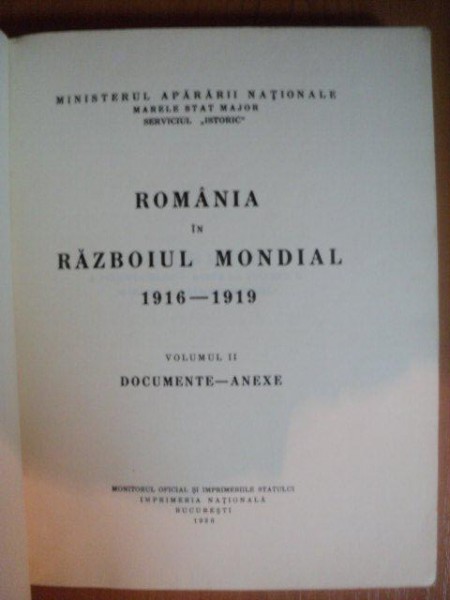 MINISTERUL APĂRĂRII NAȚIONALE
MARELE STAT MAJOR
SERVICIUL „ISTORIC"
ROMÂNIA
ÎN
RĂZBOIUL MONDIAL
1916—1919
VOLUMUL II
DOCUMENTE—ANEXE
MONITORUL OFICIAL ȘI IMPRIMERIILE STATULUI
IMPRIMERIA NAȚIONALĂ
BUCUREȘTI